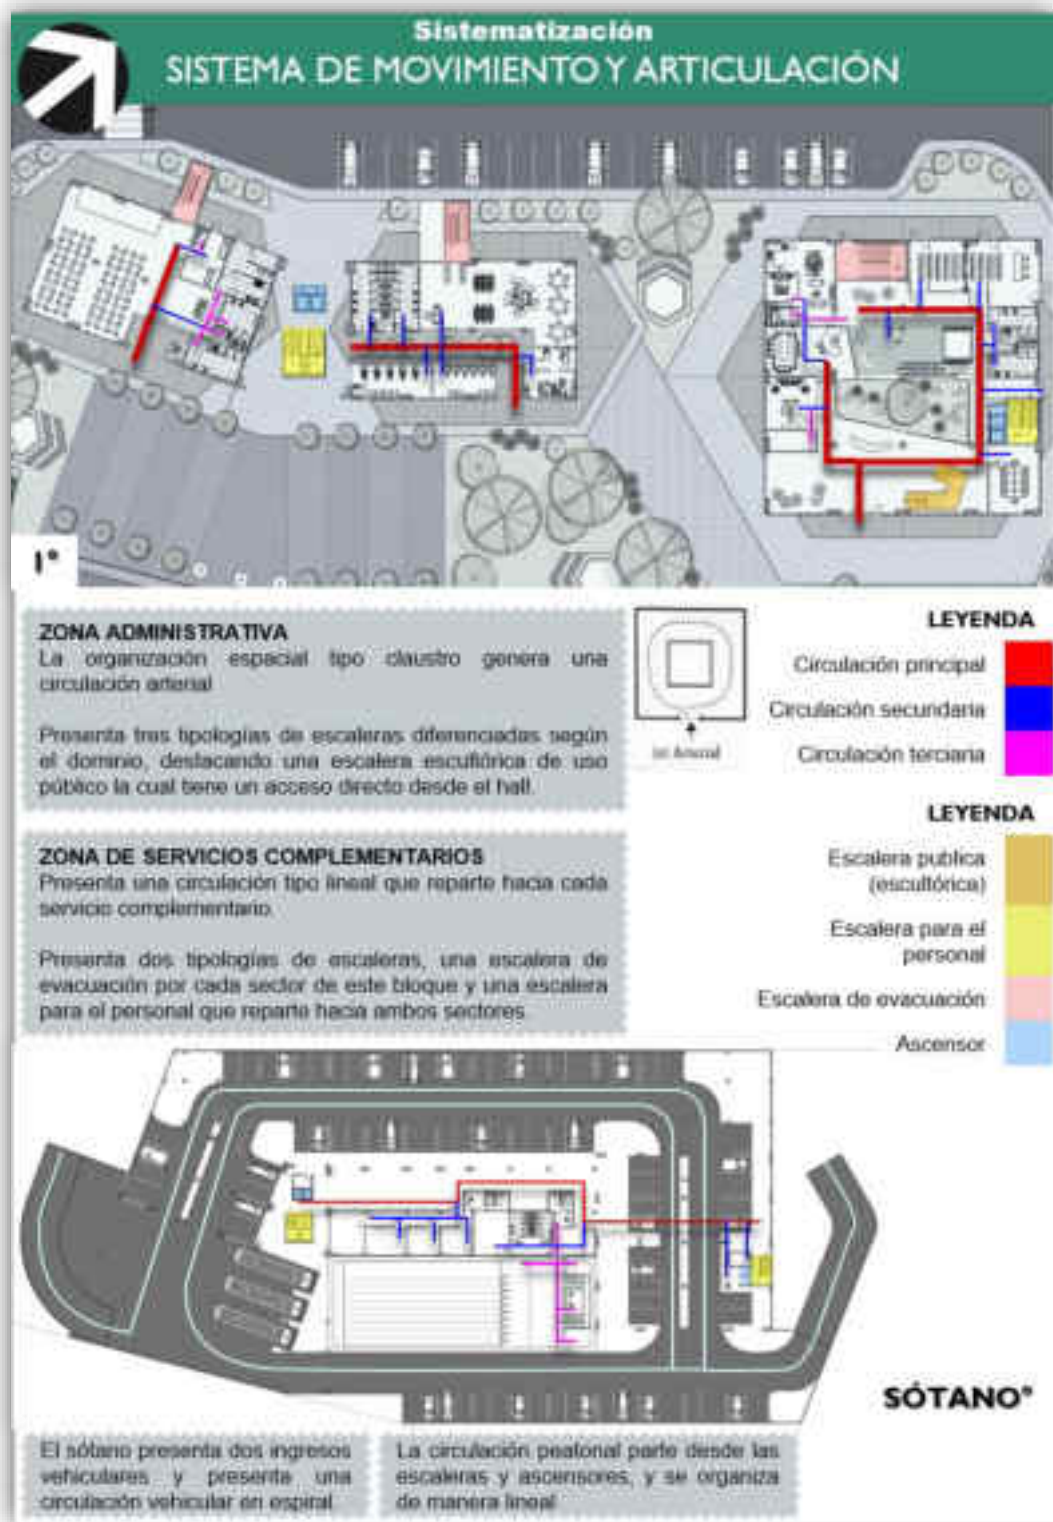 Sistematización
SISTEMA DE MOVIMIENTO Y ARTICULACIÓN
1°
ZONA ADMINISTRATIVA
La organización espacial tipo claustro genera una
circulación arterial
Presenta tres tipologías de escaleras diferenciadas según
el dominio, destacando una escalera escultórica de uso
público la cual tiene un acceso directo desde el hall.
LEYENDA
Circulación principal
Circulación secundaria
Circulación terciaria
ZONA DE SERVICIOS COMPLEMENTARIOS
Presenta una circulación tipo lineal que reparte hacia cada
servicio complementario.
Presenta dos tipologías de escaleras, una escalera de
evacuación por cada sector de este bloque y una escalera
para el personal que reparte hacia ambos sectores.
LEYENDA
Escalera publica
(escultórica)
Escalera para el
personal
Escalera de evacuación
Ascensor
SÓTANO°
El sótano presenta dos ingresos
vehiculares y presenta una
circulación vehicular en espiral.
La circulación peatonal parte desde las
escaleras y ascensores, y se organiza
de manera lineal